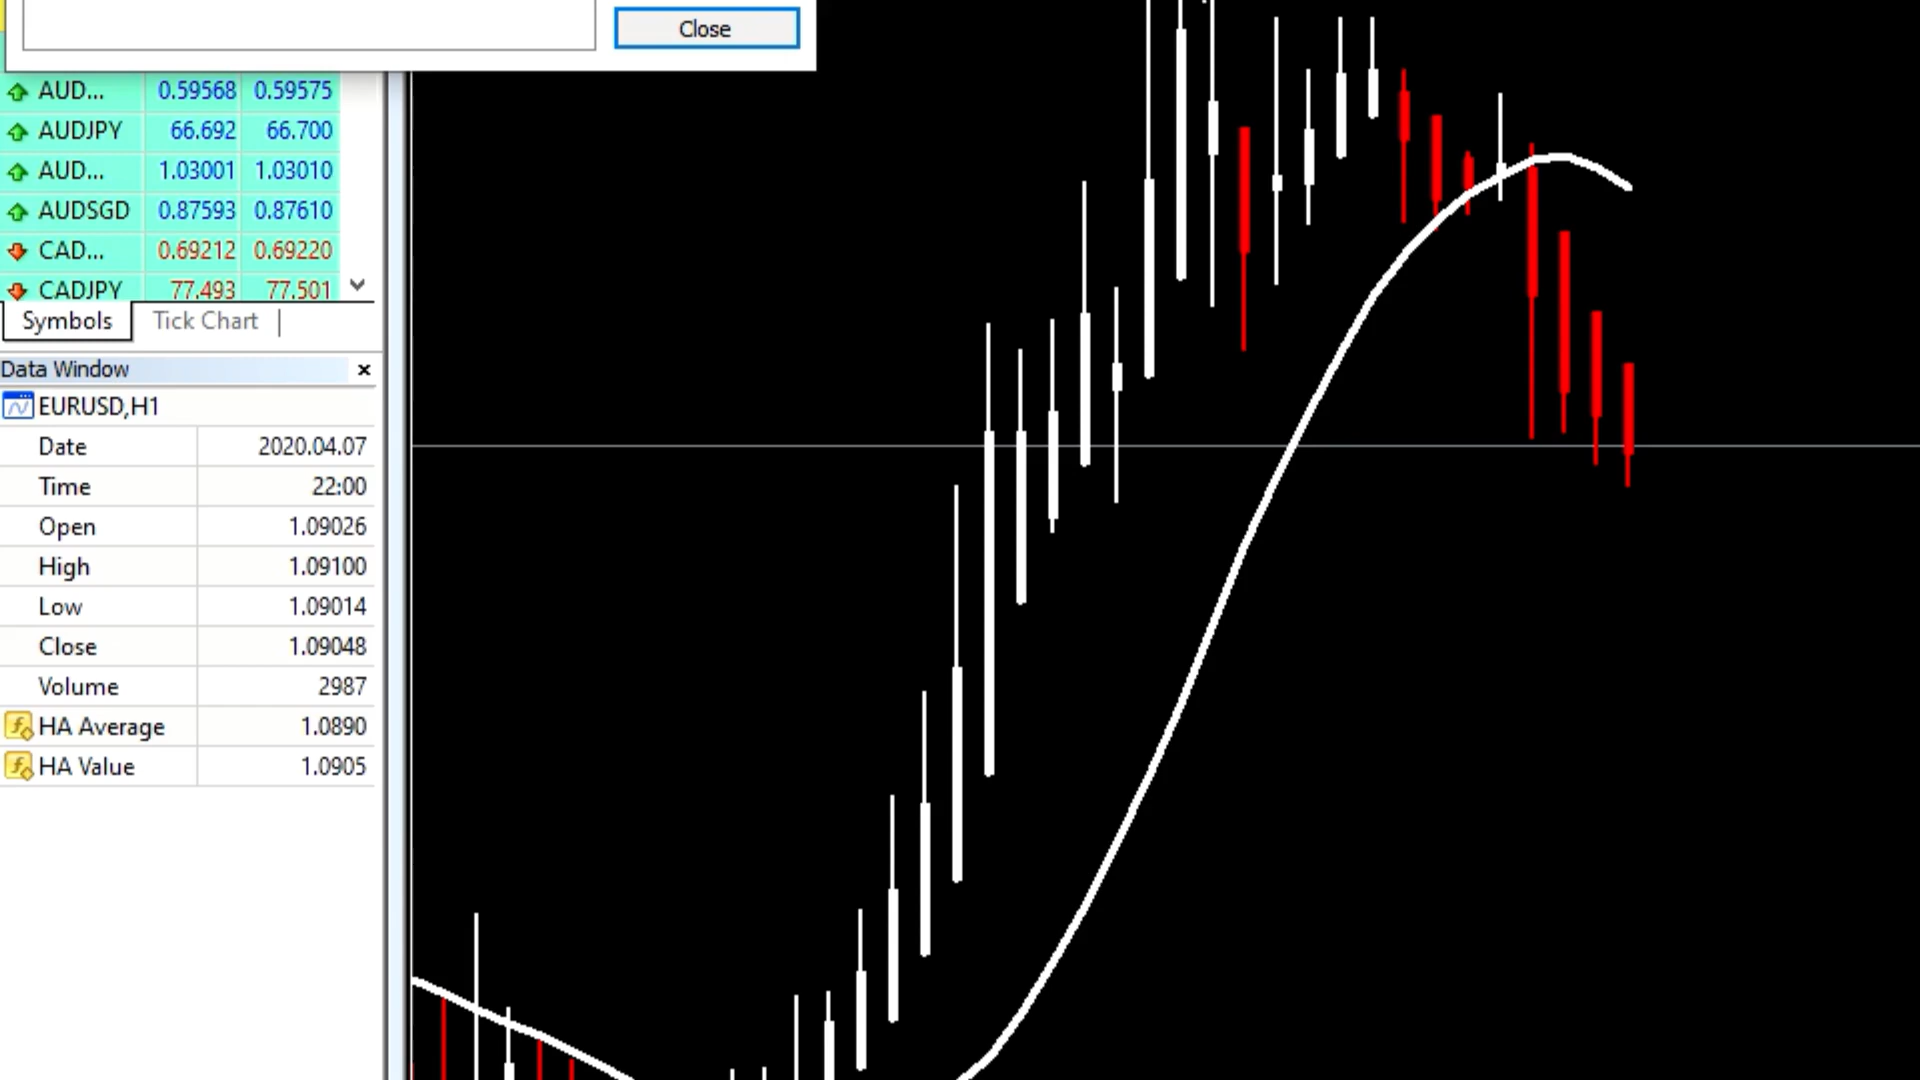 Close
AUD... 0.59568 0.59575
AUDJPY 66.692 66.700
AUD... 1.03001 1.03010
AUDSGD 0.87593 0.87610
CAD... 0.69212 0.69220
CADJPY 77.493 77.501
Symbols Tick Chart
Data Window
EURUSD,H1
Date 2020.04.07
Time 22:00
Open 1.09026
High 1.09100
Low 1.09014
Close 1.09048
Volume 2987
HA Average 1.0890
HA Value 1.0905